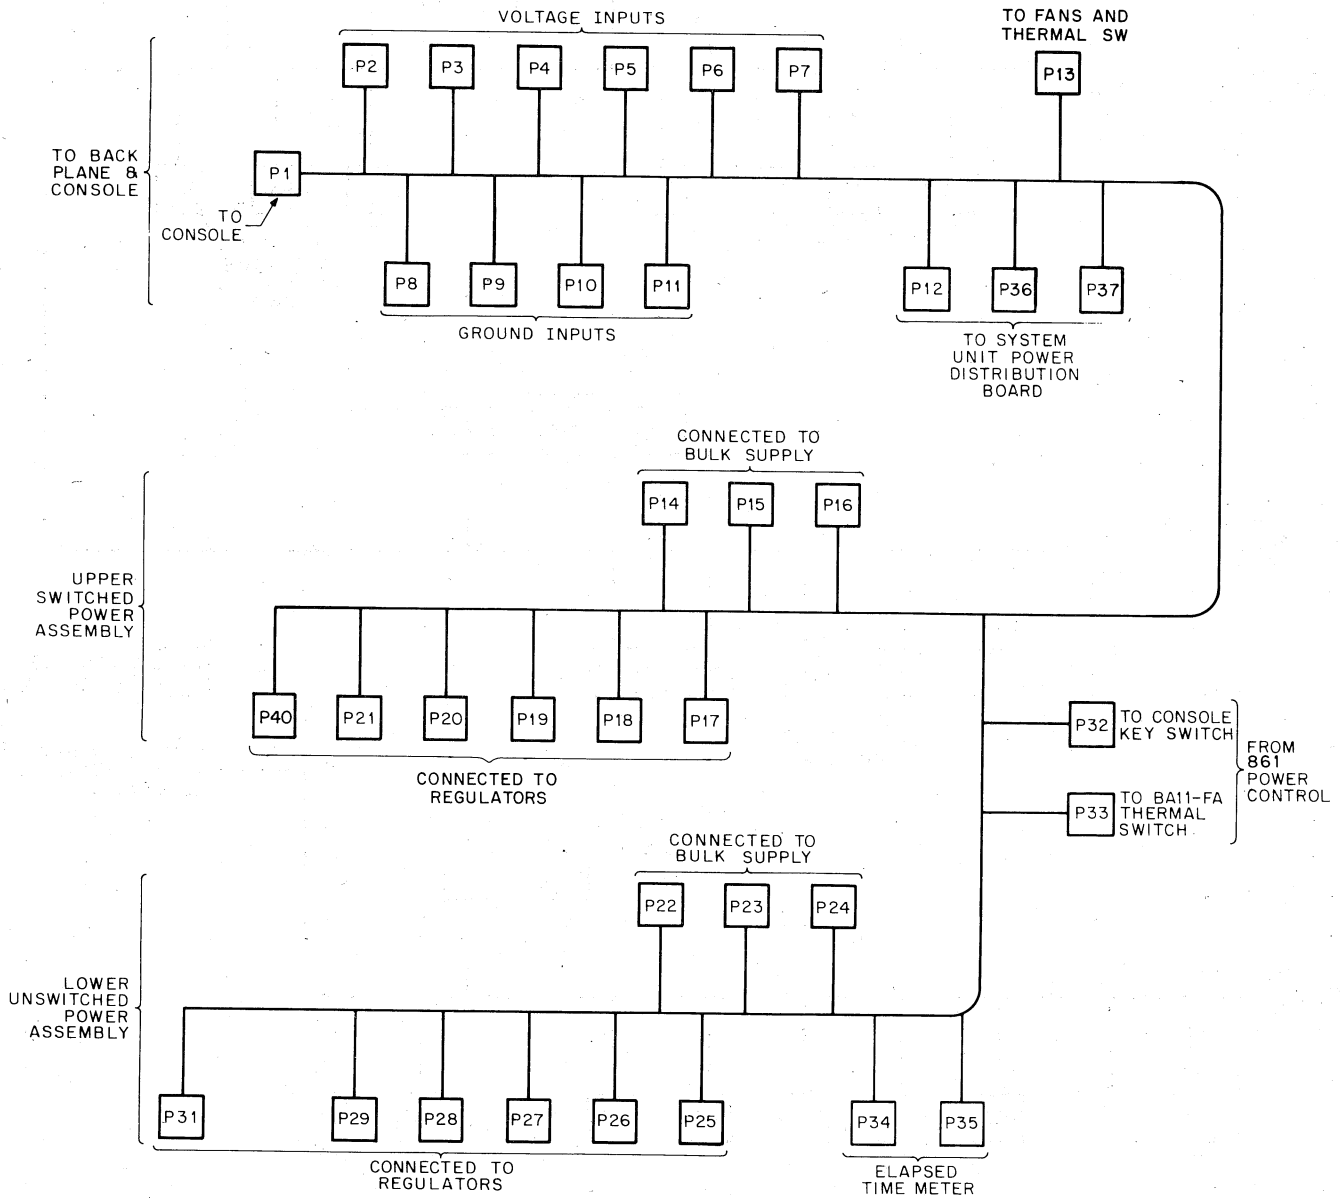 VOLTAGE INPUTS
TO FANS AND
THERMAL SW
P2
P3
P4
P5
P6
P7
P13
TO BACK
PLANE &
CONSOLE
P1
TO
CONSOLE
P8
P9
P10
P11
P12
P36
P37
GROUND INPUTS
TO SYSTEM
UNIT POWER
DISTRIBUTION
BOARD
CONNECTED TO
BULK SUPPLY
P14
P15
P16
UPPER
SWITCHED
POWER
ASSEMBLY
P40
P21
P20
P19
P18
P17
CONNECTED TO
REGULATORS
P32
TO CONSOLE
KEY SWITCH
P33
TO BA11-FA
THERMAL
SWITCH
FROM
861
POWER
CONTROL
CONNECTED TO
BULK SUPPLY
P22
P23
P24
LOWER
UNSWITCHED
POWER
ASSEMBLY
P31
P29
P28
P27
P26
P25
P34
P35
CONNECTED TO
REGULATORS
ELAPSED
TIME METER